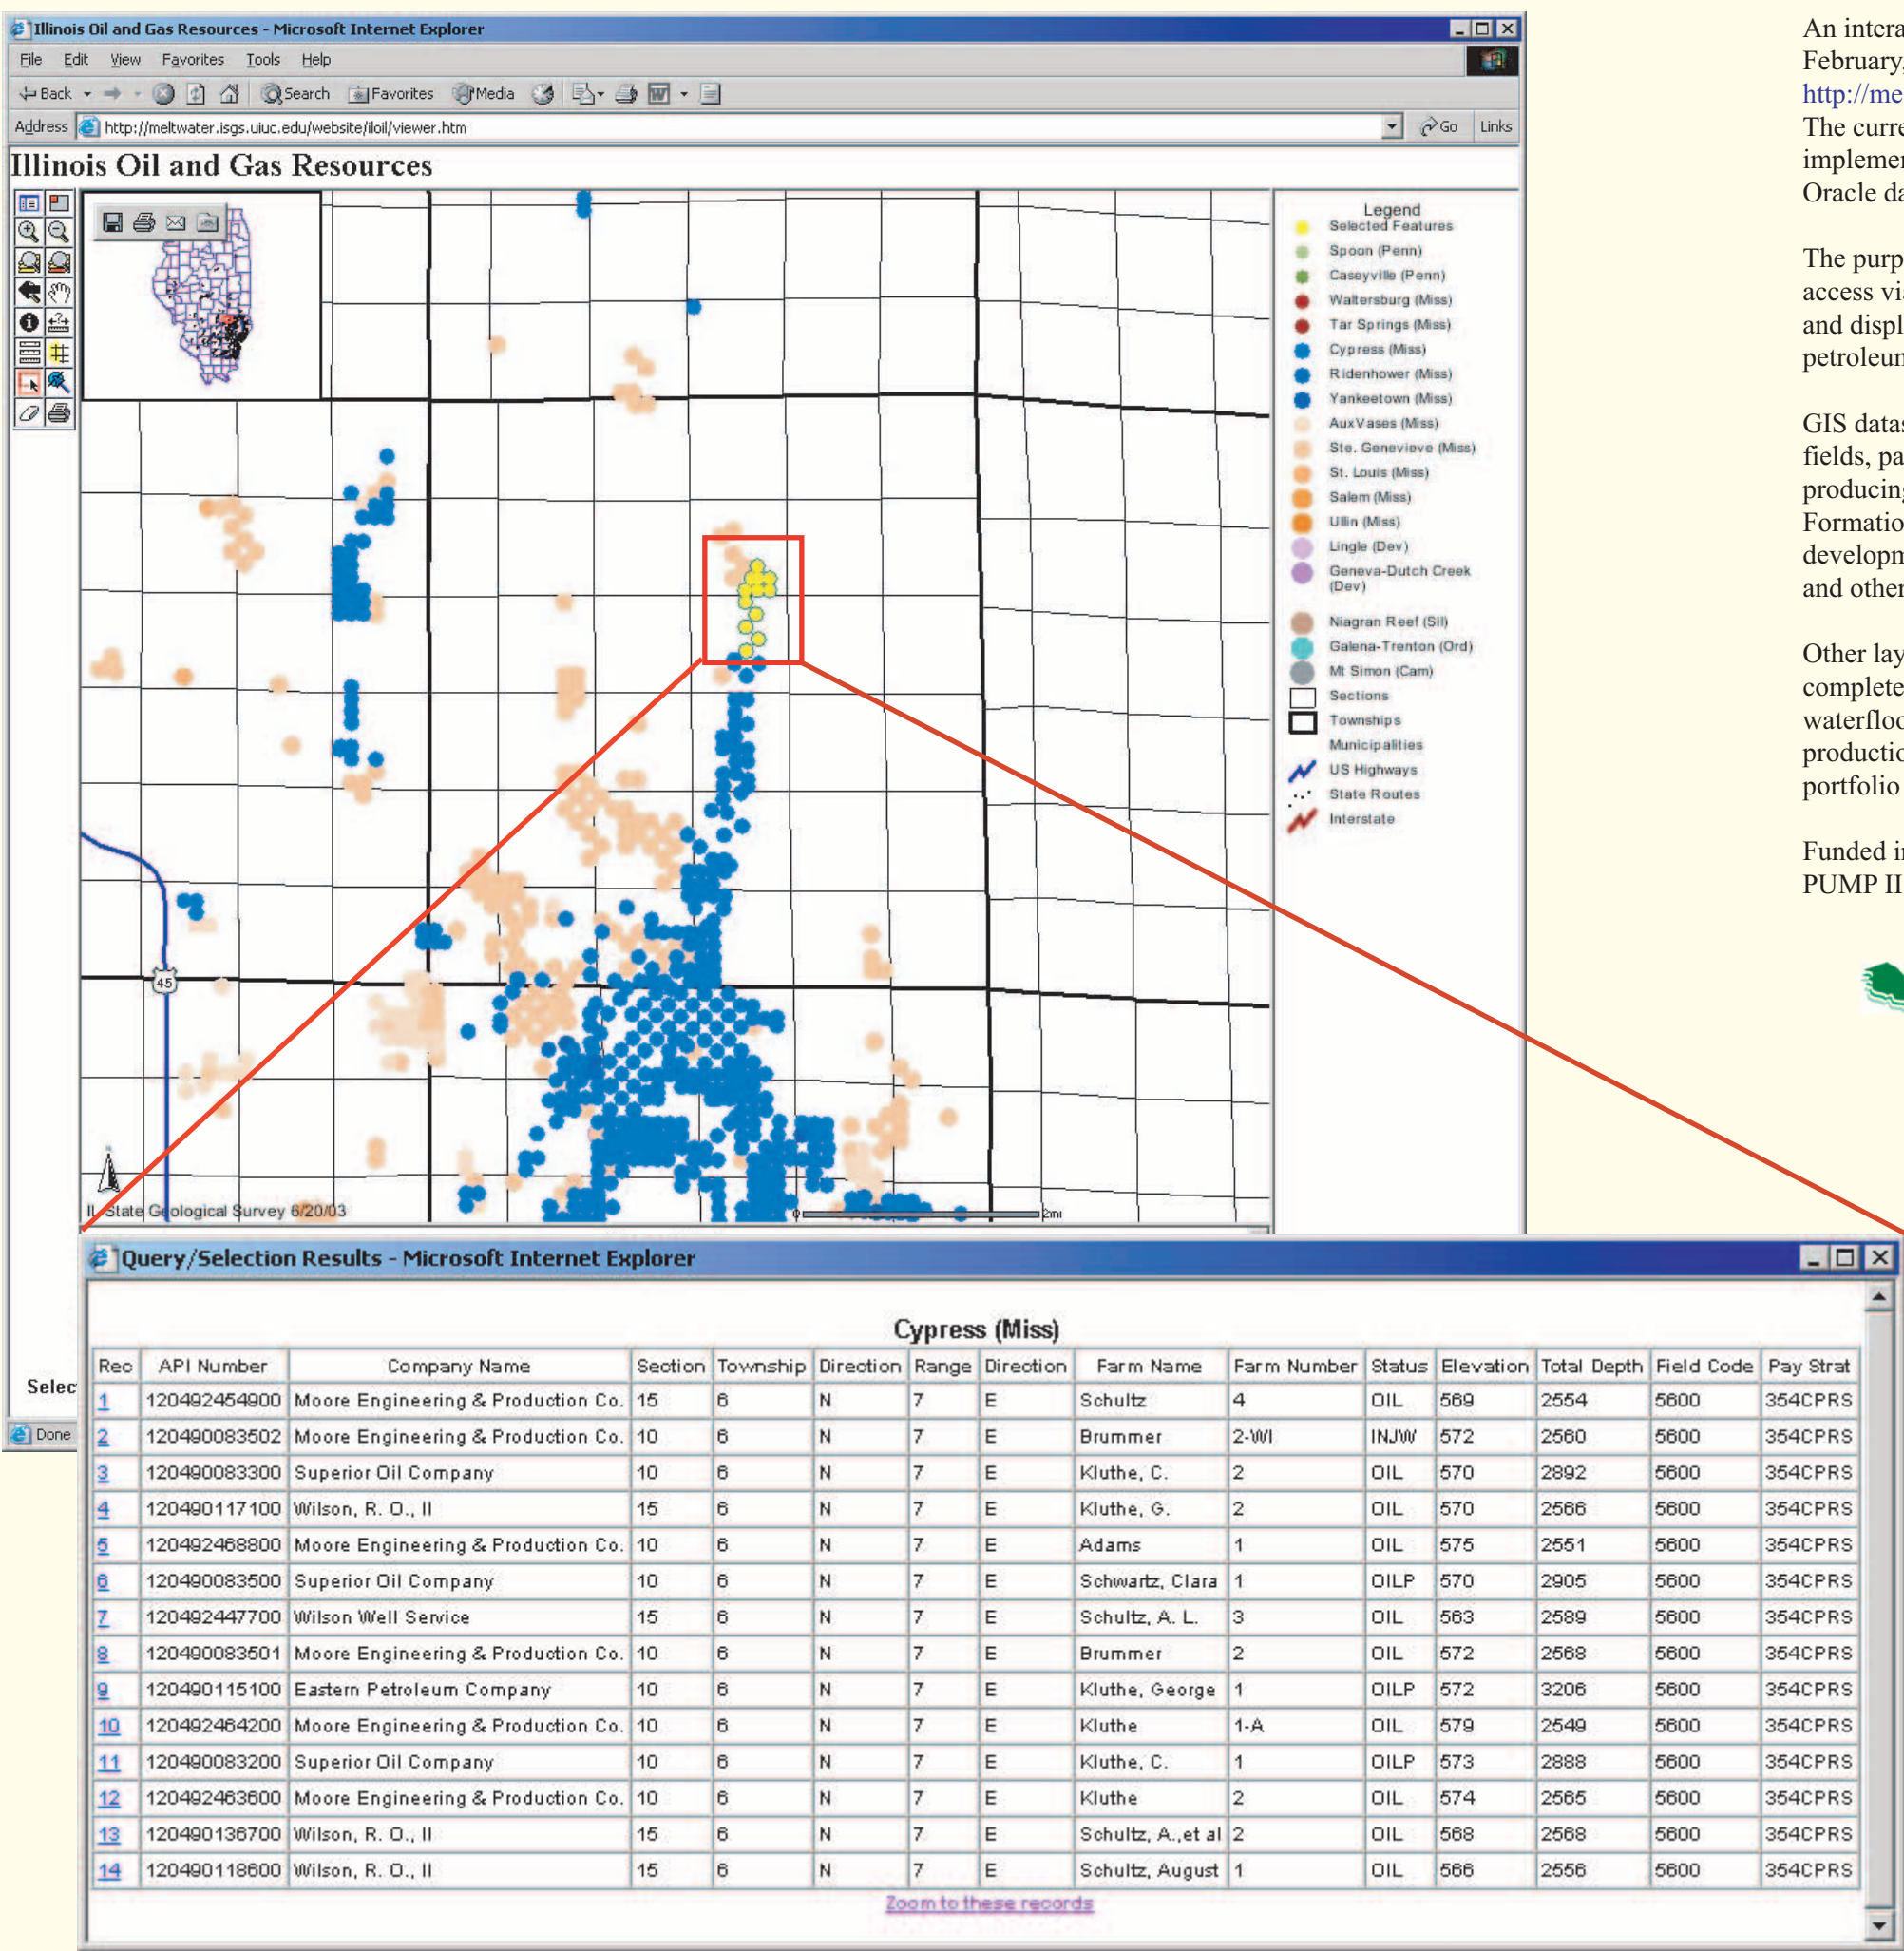 Illinois Oil and Gas Resources - Microsoft Internet Explorer
File Edit View Favorites Tools Help
Back Search Favorites Media
Address http://meltwater.isgs.uiuc.edu/website/iloil/viewer.htm Go Links
Illinois Oil and Gas Resources
Legend
Selected Features
Spoon (Penn)
Caseyville (Penn)
Waltersburg (Miss)
Tar Springs (Miss)
Cypress (Miss)
Ridenhower (Miss)
Yankeetown (Miss)
AuxVases (Miss)
Ste. Genevieve (Miss)
St. Louis (Miss)
Salem (Miss)
Ullin (Miss)
Lingle (Dev)
Geneva-Dutch Creek
(Dev)
Niagran Reef (Sil)
Galena-Trenton (Ord)
Mt Simon (Cam)
Sections
Townships
Municipalities
US Highways
State Routes
Interstate
45
IL State Geological Survey 6/20/03
0 2mi
Selec
Done
Query/Selection Results - Microsoft Internet Explorer
Cypress (Miss)
Rec API Number Company Name Section Township Direction Range Direction Farm Name Farm Number Status Elevation Total Depth Field Code Pay Strat
1 120492454900 Moore Engineering & Production Co. 15 6 N 7 E Schultz 4 OIL 569 2554 5600 354CPRS
2 120490083502 Moore Engineering & Production Co. 10 6 N 7 E Brummer 2-WI INJW 572 2560 5600 354CPRS
3 120490083300 Superior Oil Company 10 6 N 7 E Kluthe, C. 2 OIL 570 2892 5600 354CPRS
4 120490117100 Wilson, R. O., II 15 6 N 7 E Kluthe, G. 2 OIL 570 2566 5600 354CPRS
5 120492468800 Moore Engineering & Production Co. 10 6 N 7 E Adams 1 OIL 575 2551 5600 354CPRS
6 120490083500 Superior Oil Company 10 6 N 7 E Schwartz, Clara 1 OILP 570 2905 5600 354CPRS
7 120492447700 Wilson Well Service 15 6 N 7 E Schultz, A. L. 3 OIL 563 2589 5600 354CPRS
8 120490083501 Moore Engineering & Production Co. 10 6 N 7 E Brummer 2 OIL 572 2568 5600 354CPRS
9 120490115100 Eastern Petroleum Company 10 6 N 7 E Kluthe, George 1 OILP 572 3206 5600 354CPRS
10 120492464200 Moore Engineering & Production Co. 10 6 N 7 E Kluthe 1-A OIL 579 2549 5600 354CPRS
11 120490083200 Superior Oil Company 10 6 N 7 E Kluthe, C. 1 OILP 573 2888 5600 354CPRS
12 120492463600 Moore Engineering & Production Co. 10 6 N 7 E Kluthe 2 OIL 574 2565 5600 354CPRS
13 120490136700 Wilson, R. O., II 15 6 N 7 E Schultz, A.,et al 2 OIL 568 2568 5600 354CPRS
14 120490118600 Wilson, R. O., II 15 6 N 7 E Schultz, August 1 OIL 566 2556 5600 354CPRS
Zoom to these records
An intera
February,
http://me
The curre
implemen
Oracle da
The purp
access vi
and displ
petroleum
GIS datas
fields, pa
producing
Formatio
developm
and other
Other lay
complete
waterfloo
productio
portfolio
Funded i
PUMP II